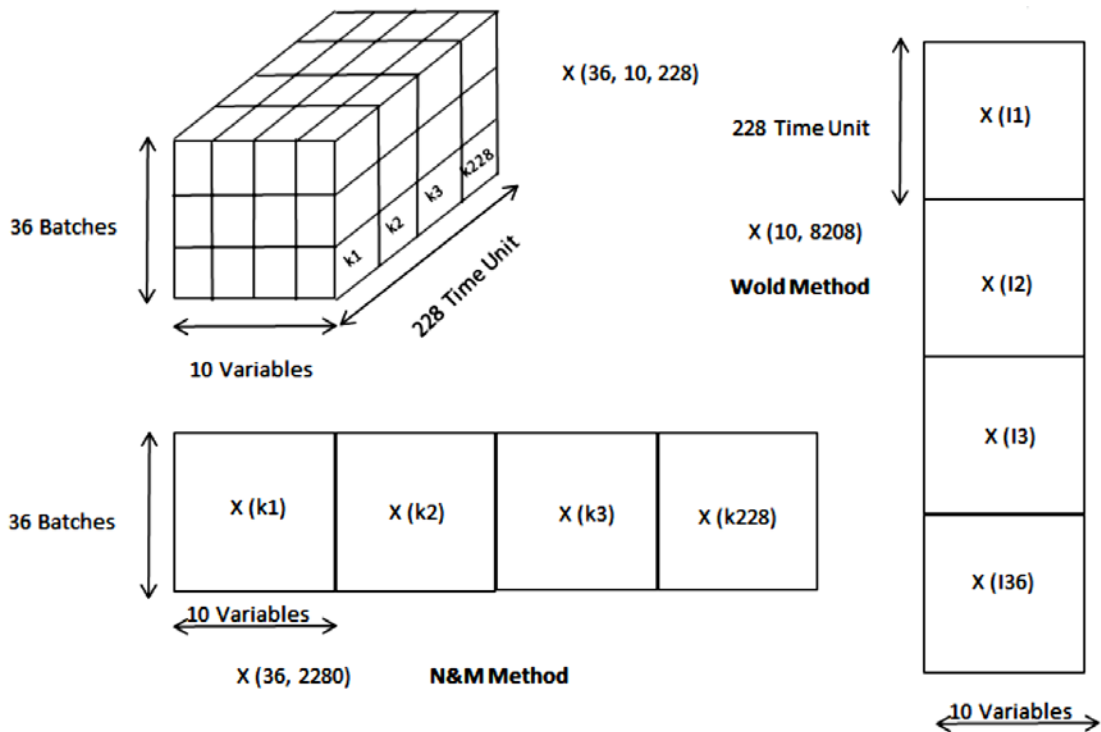 X (36, 10, 228)
36 Batches
k1
k2
k3
k228
228 Time Unit
10 Variables
228 Time Unit
X (I1)
X (10, 8208)
Wold Method
X (I2)
X (I3)
X (I36)
10 Variables
36 Batches
X (k1)
X (k2)
X (k3)
X (k228)
10 Variables
X (36, 2280)
N&M Method